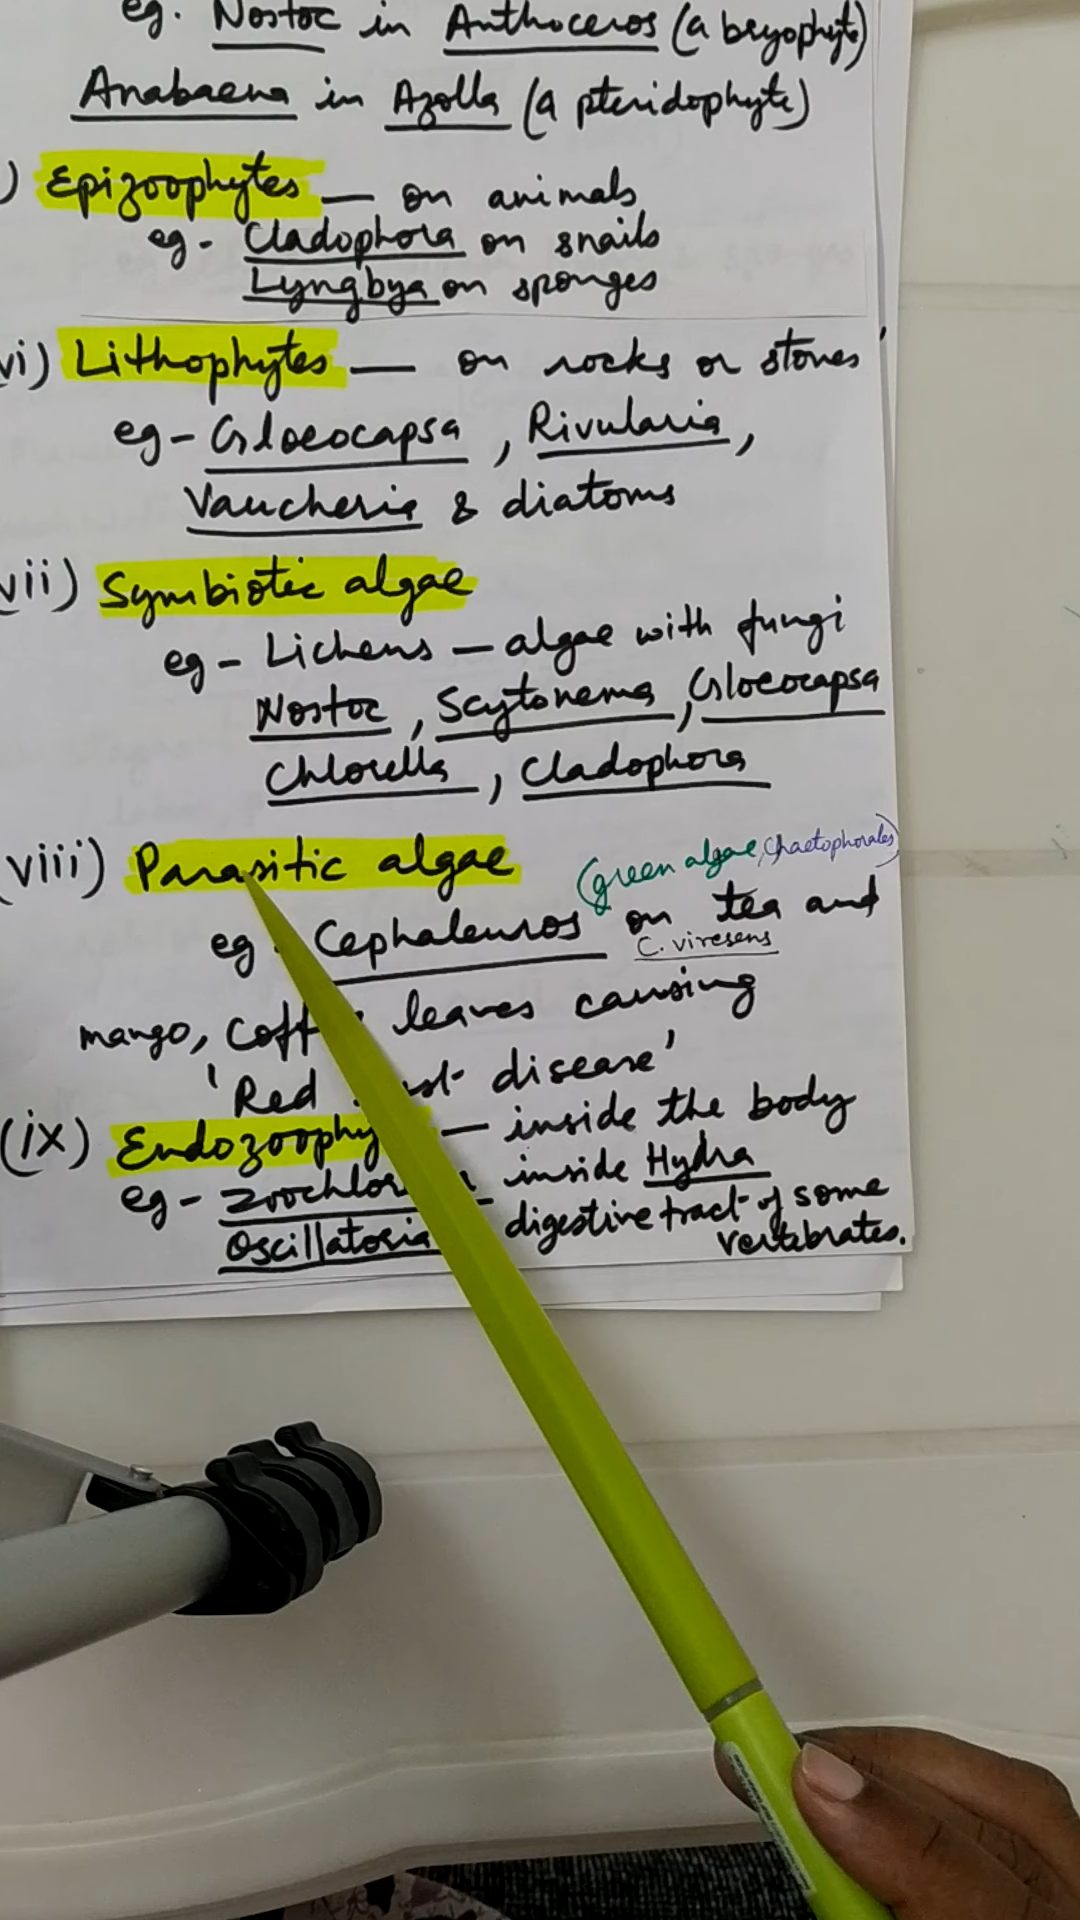 eg. Nostoc in Anthoceros (a bryophyte)
Anabaena in Azolla (a pteridophyte)
) Epizoophytes — on animals
eg - Cladophora on snails
Lyngbya on sponges
vi) Lithophytes — on rocks or stones
eg - Gloeocapsa, Rivularia,
Vaucheria & diatoms
vii) Symbiotic algae
eg - Lichens — algae with fungi
Nostoc, Scytonema, Gloeocapsa
Chlorella, Cladophora
(viii) Parasitic algae
(green algae, Chaetophorales)
eg. Cephaleuros on tea and
C. viresens
mango, coff leaves causing
'Red st disease'
(ix) Endozoophy — inside the body
eg - Zoochlor inside Hydra
Oscillatoria digestive tract of some
vertebrates.